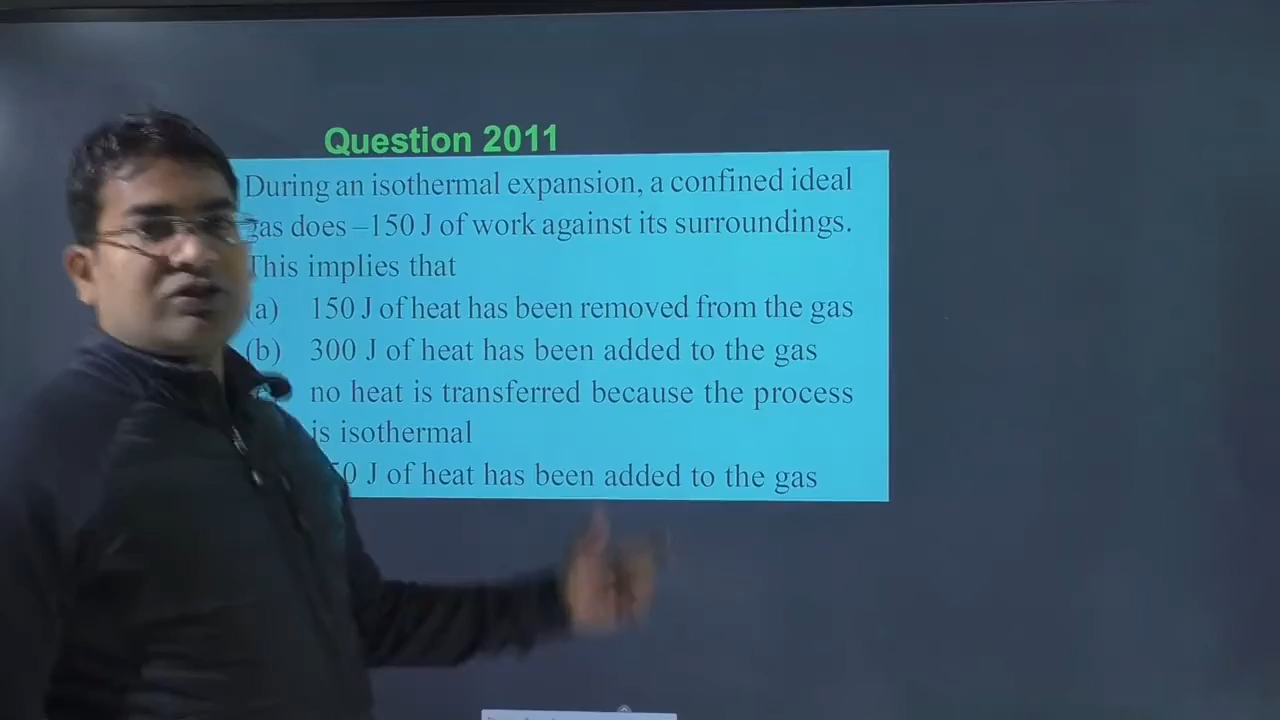 Question 2011
During an isothermal expansion, a confined ideal
gas does –150 J of work against its surroundings.
This implies that
(a) 150 J of heat has been removed from the gas
(b) 300 J of heat has been added to the gas
no heat is transferred because the process
is isothermal
50 J of heat has been added to the gas